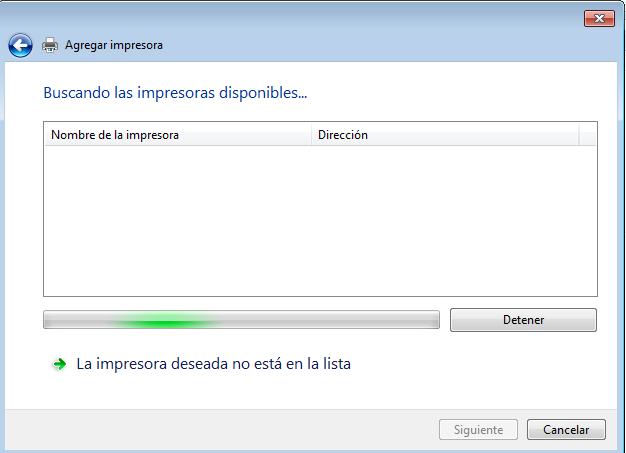 Agregar impresora
Buscando las impresoras disponibles...
Nombre de la impresora Dirección
Detener
La impresora deseada no está en la lista
Siguiente Cancelar